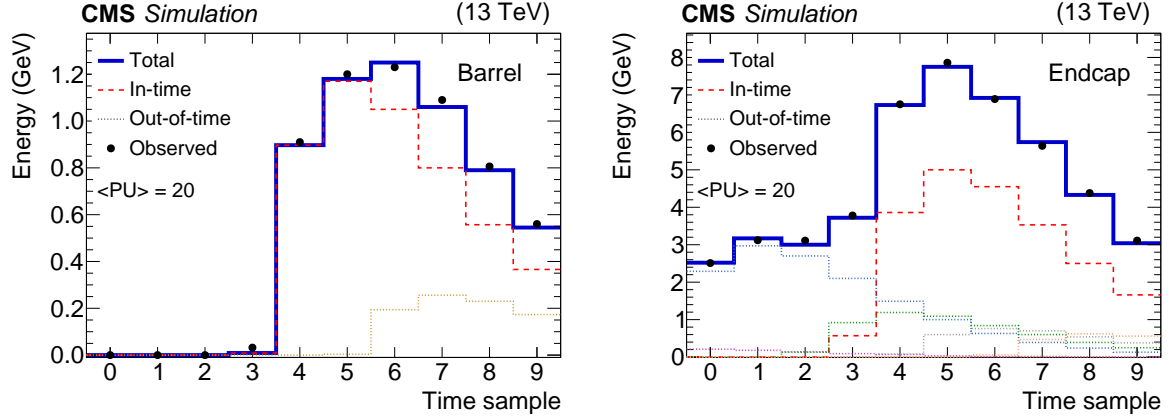 CMS Simulation (13 TeV)
Energy (GeV)
1.2
1.0
0.8
0.6
0.4
0.2
0.0
Total
In-time
Out-of-time
Observed
<PU> = 20
Barrel
0 1 2 3 4 5 6 7 8 9
Time sample
CMS Simulation (13 TeV)
Energy (GeV)
8
7
6
5
4
3
2
1
0
Total
In-time
Out-of-time
Observed
<PU> = 20
Endcap
0 1 2 3 4 5 6 7 8 9
Time sample